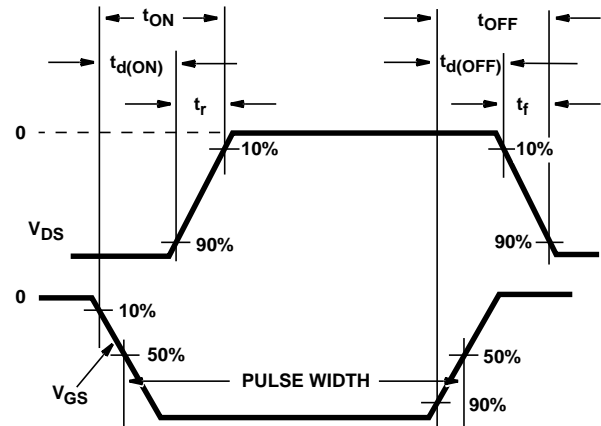 tON
tOFF
td(ON)
td(OFF)
tr
tf
0
10%
10%
VDS
90%
90%
0
10%
50%
50%
VGS
PULSE WIDTH
90%